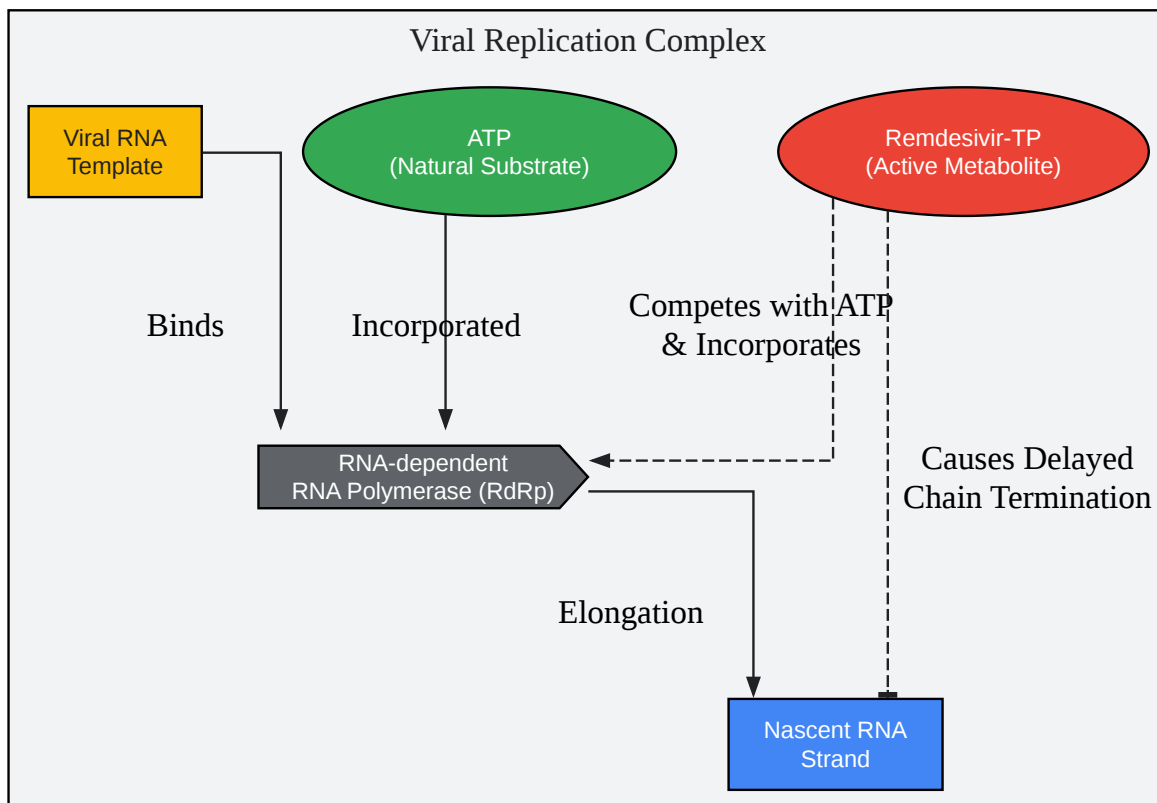 Viral Replication Complex
Viral RNA
Template
ATP
(Natural Substrate)
Remdesivir-TP
(Active Metabolite)
Binds
Incorporated
Competes with ATP
& Incorporates
RNA-dependent
RNA Polymerase (RdRp)
Causes Delayed
Chain Termination
Elongation
Nascent RNA
Strand